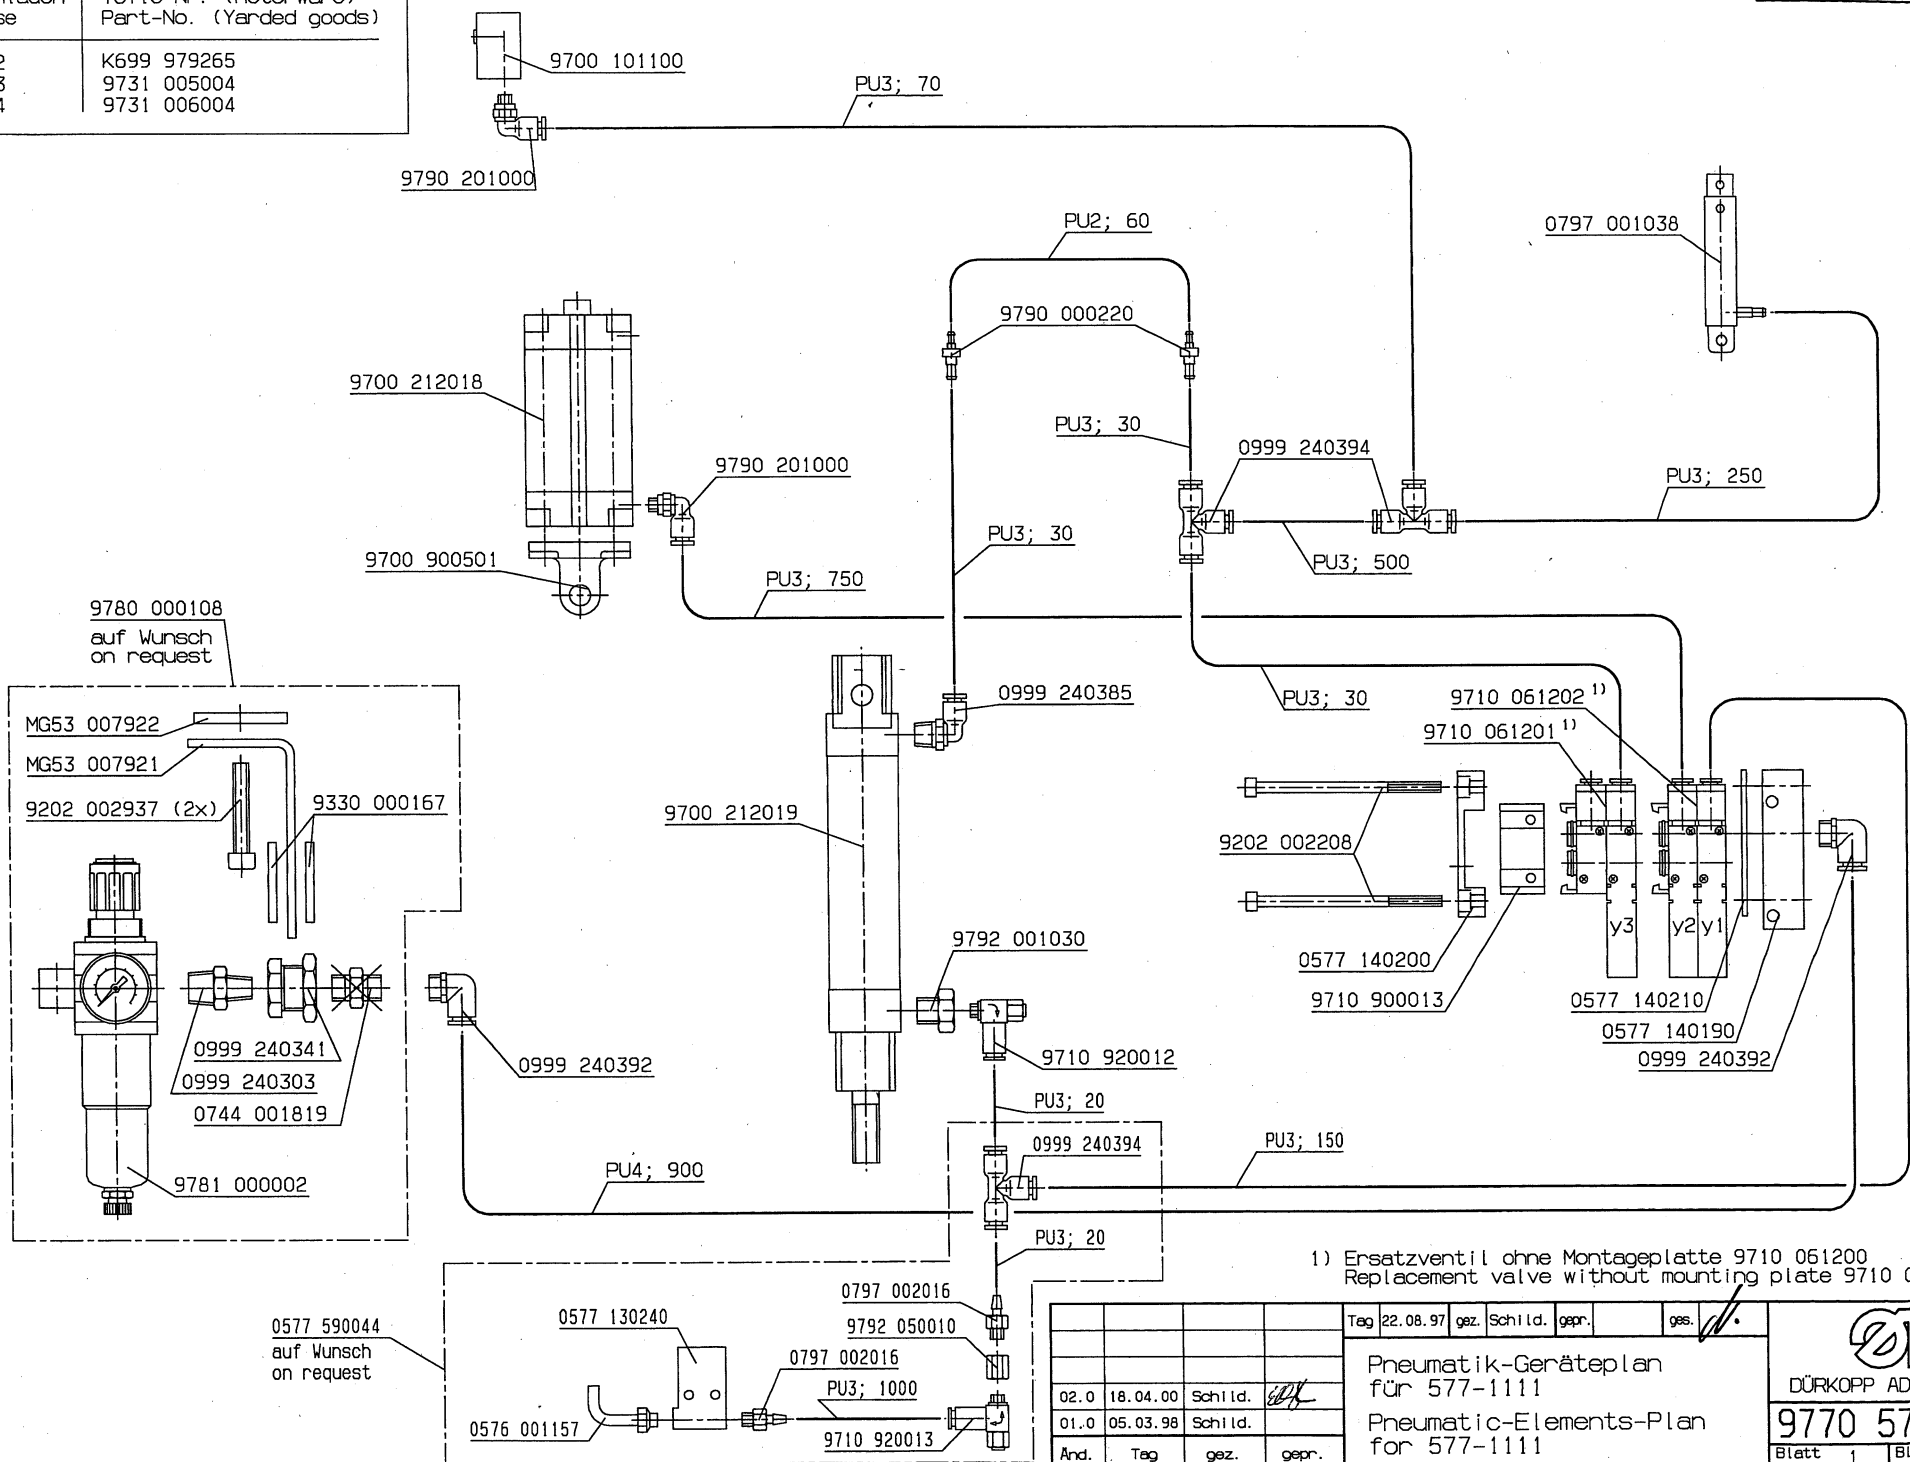 Part-No. (Yarded goods)
K699 979265
9731 005004
9731 006004
9700 101100
PU3; 70
9790 201000
PU2; 60
0797 001038
9790 000220
9700 212018
PU3; 30
0999 240394
9790 201000
PU3; 250
PU3; 30
PU3; 500
9700 900501
PU3; 750
9780 000108
auf Wunsch
on request
PU3; 30
0999 240385
9710 061202 1)
9710 061201 1)
MG53 007922
MG53 007921
9202 002937 (2x)
9330 000167
9700 212019
9202 002208
y3
y2
y1
9792 001030
0577 140200
9710 900013
0577 140210
0577 140190
0999 240392
0999 240341
0999 240303
0744 001819
0999 240392
9710 920012
PU3; 20
0999 240394
PU3; 150
PU4; 900
9781 000002
PU3; 20
1) Ersatzventil ohne Montageplatte 9710 061200
Replacement valve without mounting plate 9710
0797 002016
0577 130240
9792 050010
0577 590044
auf Wunsch
on request
0797 002016
PU3; 1000
0576 001157
9710 920013
Tag 22.08.97 gez. Schild. gepr. ges.
Pneumatik-Geräteplan
für 577-1111
Pneumatic-Elements-Plan
for 577-1111
02.0 18.04.00 Schild.
01.0 05.03.98 Schild.
Änd. Tag gez. gepr.
DÜRKOPP AD
9770 57
Blatt 1